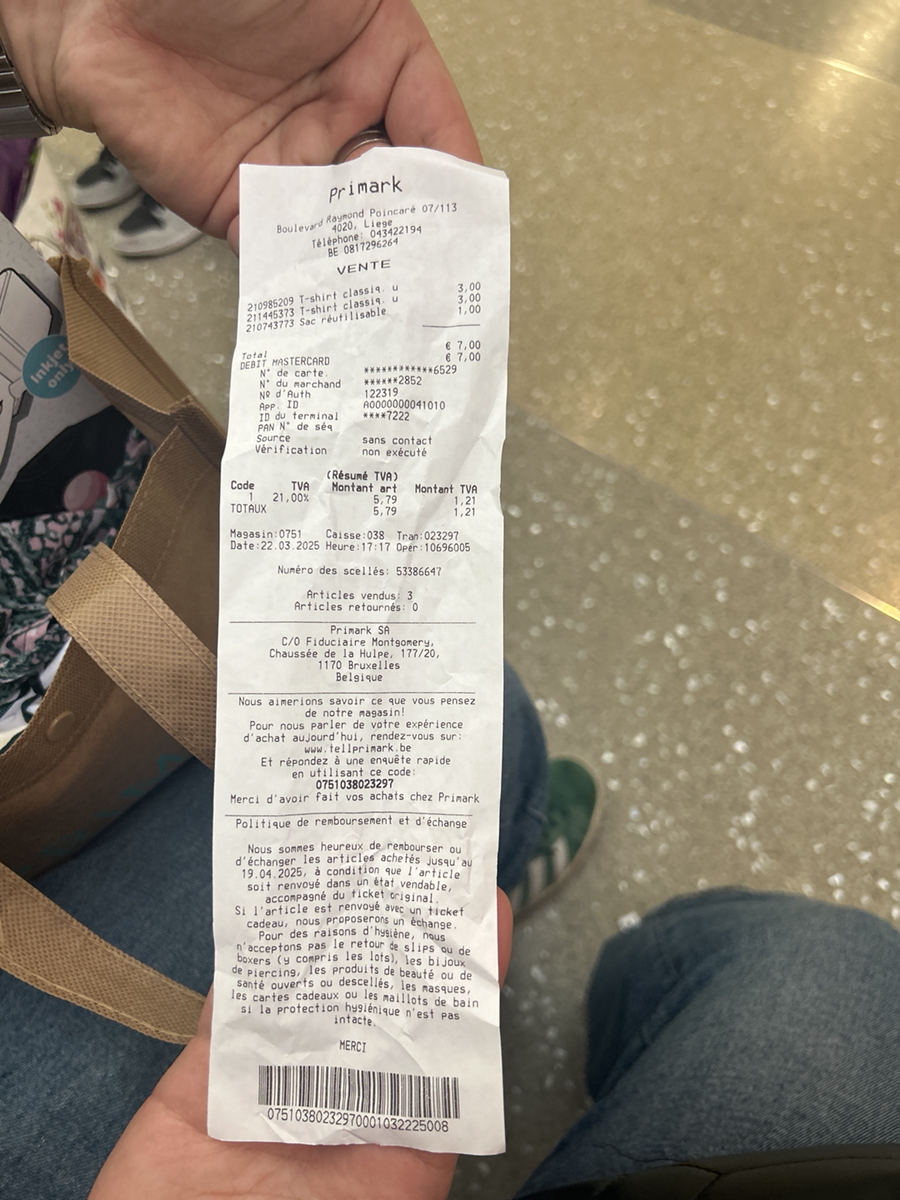 Primark
Boulevard Raymond Poincaré 07/113
4020, Liege
Téléphone: 043422194
BE 0817296264
VENTE
210985209 T-shirt classiq. u 3,00
211445373 T-shirt classiq. u 3,00
210743773 Sac réutilisable 1,00
Total € 7,00
DEBIT MASTERCARD € 7,00
N° de carte. ************6529
N° du marchand ******2852
Nº d'Auth 122319
App. ID A0000000041010
ID du terminal ****7222
PAN N° de séq
Source sans contact
Vérification non exécuté
(Résumé TVA)
Code TVA Montant art Montant TVA
1 21,00% 5,79 1,21
TOTAUX 5,79 1,21
Magasin:0751 Caisse:038 Tran:023297
Date:22.03.2025 Heure:17:17 Oper:10696005
Numéro des scellés: 53386647
Articles vendus: 3
Articles retournés: 0
Primark SA
C/O Fiduciaire Montgomery,
Chaussée de la Hulpe, 177/20,
1170 Bruxelles
Belgique
Nous aimerions savoir ce que vous pensez
de notre magasin!
Pour nous parler de votre expérience
d'achat aujourd'hui, rendez-vous sur:
www.tellprimark.be
Et répondez à une enquête rapide
en utilisant ce code:
0751038023297
Merci d'avoir fait vos achats chez Primark
Politique de remboursement et d'échange
Nous sommes heureux de rembourser ou
d'échanger les articles achetés jusqu'au
19.04.2025, à condition que l'article
soit renvoyé dans un état vendable,
accompagné du ticket original.
Si l'article est renvoyé avec un ticket
cadeau, nous proposerons un échange.
Pour des raisons d'hygiène, nous
n'acceptons pas le retour de slips ou de
boxers (y compris les lots), les bijoux
de piercing, les produits de beauté ou de
santé ouverts ou descellés, les masques,
les cartes cadeaux ou les maillots de bain
si la protection hygiénique n'est pas
intacte.
MERCI
07510380232970001032225008
Inkjet
only